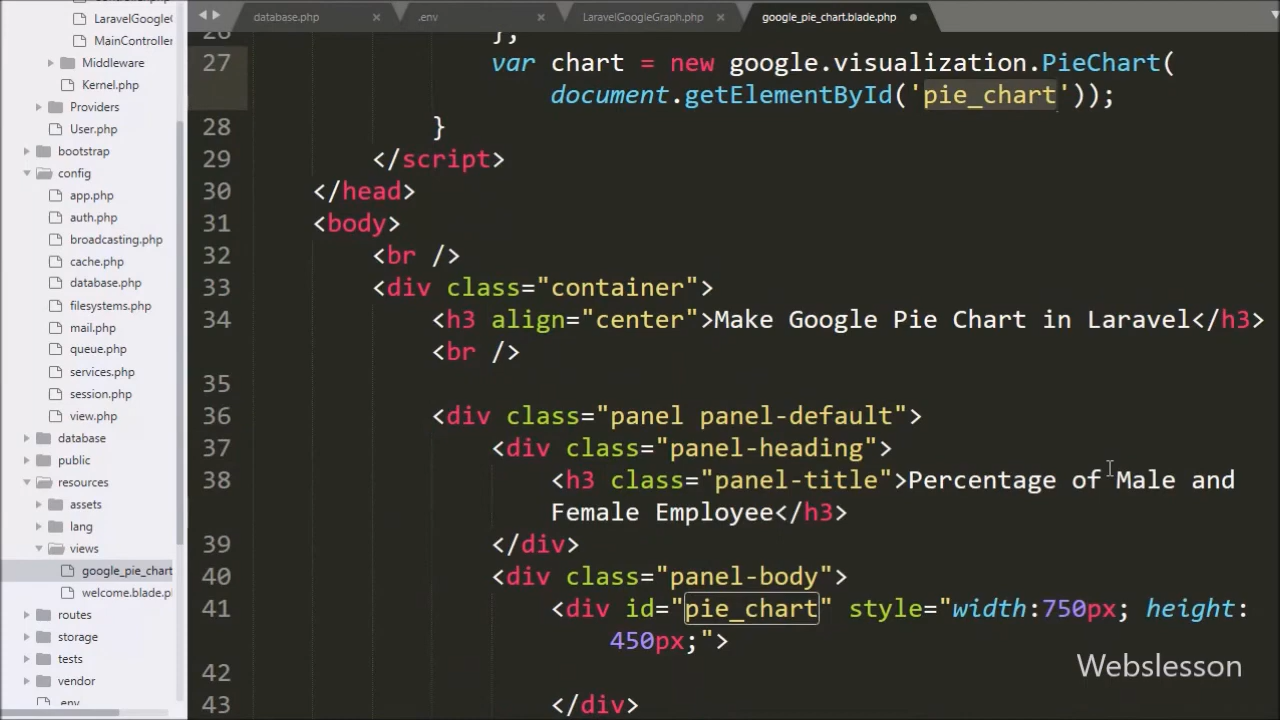 database.php
.env
LaravelGoogleGraph.php
google_pie_chart.blade.php
LaravelGoogleG
MainController
Middleware
Kernel.php
Providers
User.php
bootstrap
config
app.php
auth.php
broadcasting.php
cache.php
database.php
filesystems.php
mail.php
queue.php
services.php
session.php
view.php
database
public
resources
assets
lang
views
google_pie_chart
welcome.blade.p
routes
storage
tests
vendor
.env
26 };
27 var chart = new google.visualization.PieChart(
document.getElementById('pie_chart'));
28 }
29 </script>
30 </head>
31 <body>
32 <br />
33 <div class="container">
34 <h3 align="center">Make Google Pie Chart in Laravel</h3>
<br />
35
36 <div class="panel panel-default">
37 <div class="panel-heading">
38 <h3 class="panel-title">Percentage of Male and
Female Employee</h3>
39 </div>
40 <div class="panel-body">
41 <div id="pie_chart" style="width:750px; height:
450px;">
42
43 </div>
Webslesson